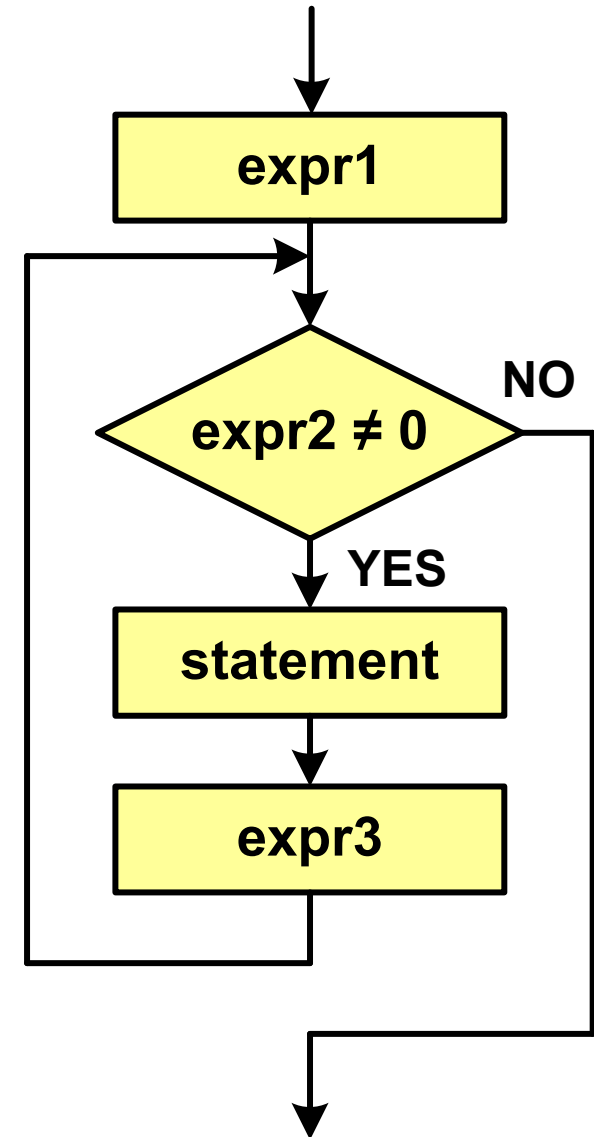 expr1
NO
expr2 ≠ 0
YES
statement
expr3